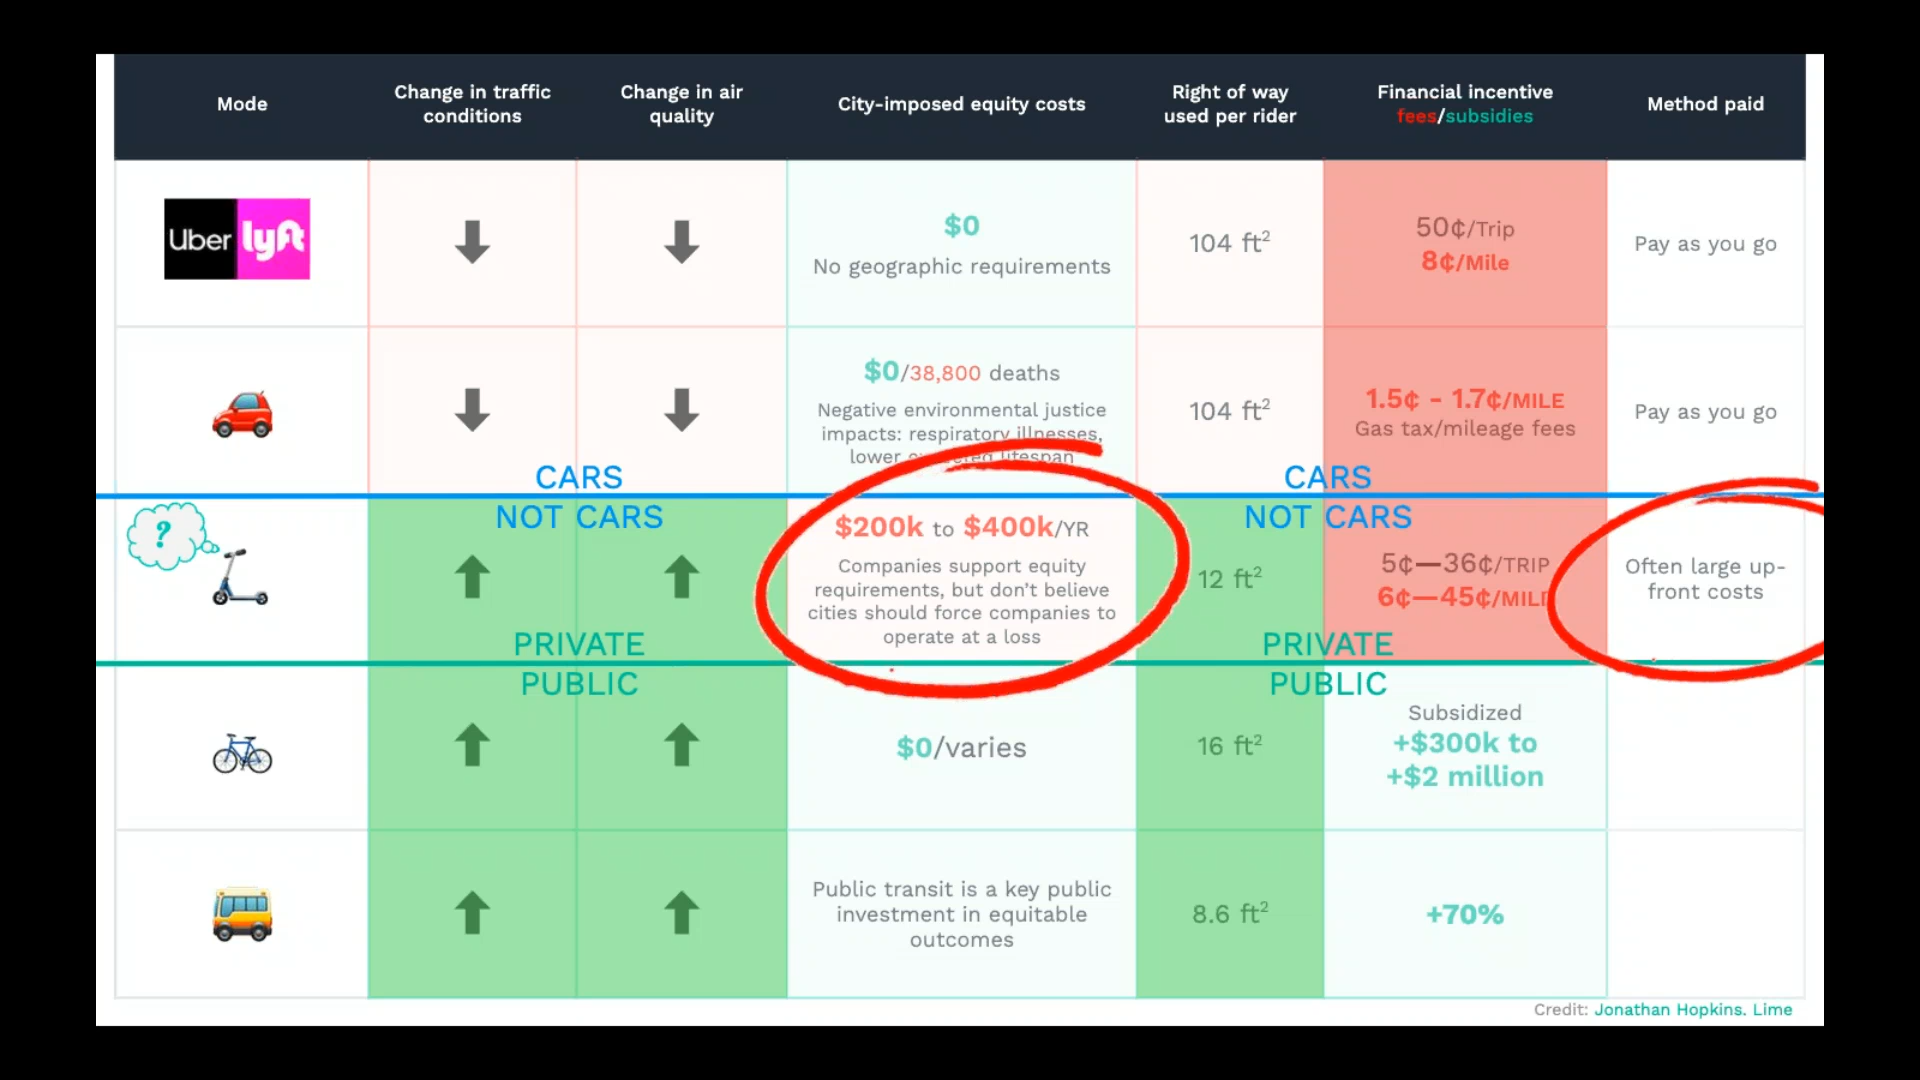 Mode
Change in traffic
conditions
Change in air
quality
City-imposed equity costs
Right of way
used per rider
Financial incentive
fees/subsidies
Method paid
Uber lyft
$0
No geographic requirements
104 ft²
50¢/Trip
8¢/Mile
Pay as you go
$0/38,800 deaths
Negative environmental justice
impacts: respiratory illnesses,
lower expected lifespan
104 ft²
1.5¢ - 1.7¢/MILE
Gas tax/mileage fees
Pay as you go
CARS
CARS
NOT CARS
NOT CARS
?
$200k to $400k/YR
Companies support equity
requirements, but don't believe
cities should force companies to
operate at a loss
12 ft²
5¢—36¢/TRIP
6¢—45¢/MILE
Often large up-
front costs
PRIVATE
PRIVATE
PUBLIC
PUBLIC
$0/varies
16 ft²
Subsidized
+$300k to
+$2 million
Public transit is a key public
investment in equitable
outcomes
8.6 ft²
+70%
Credit: Jonathan Hopkins. Lime